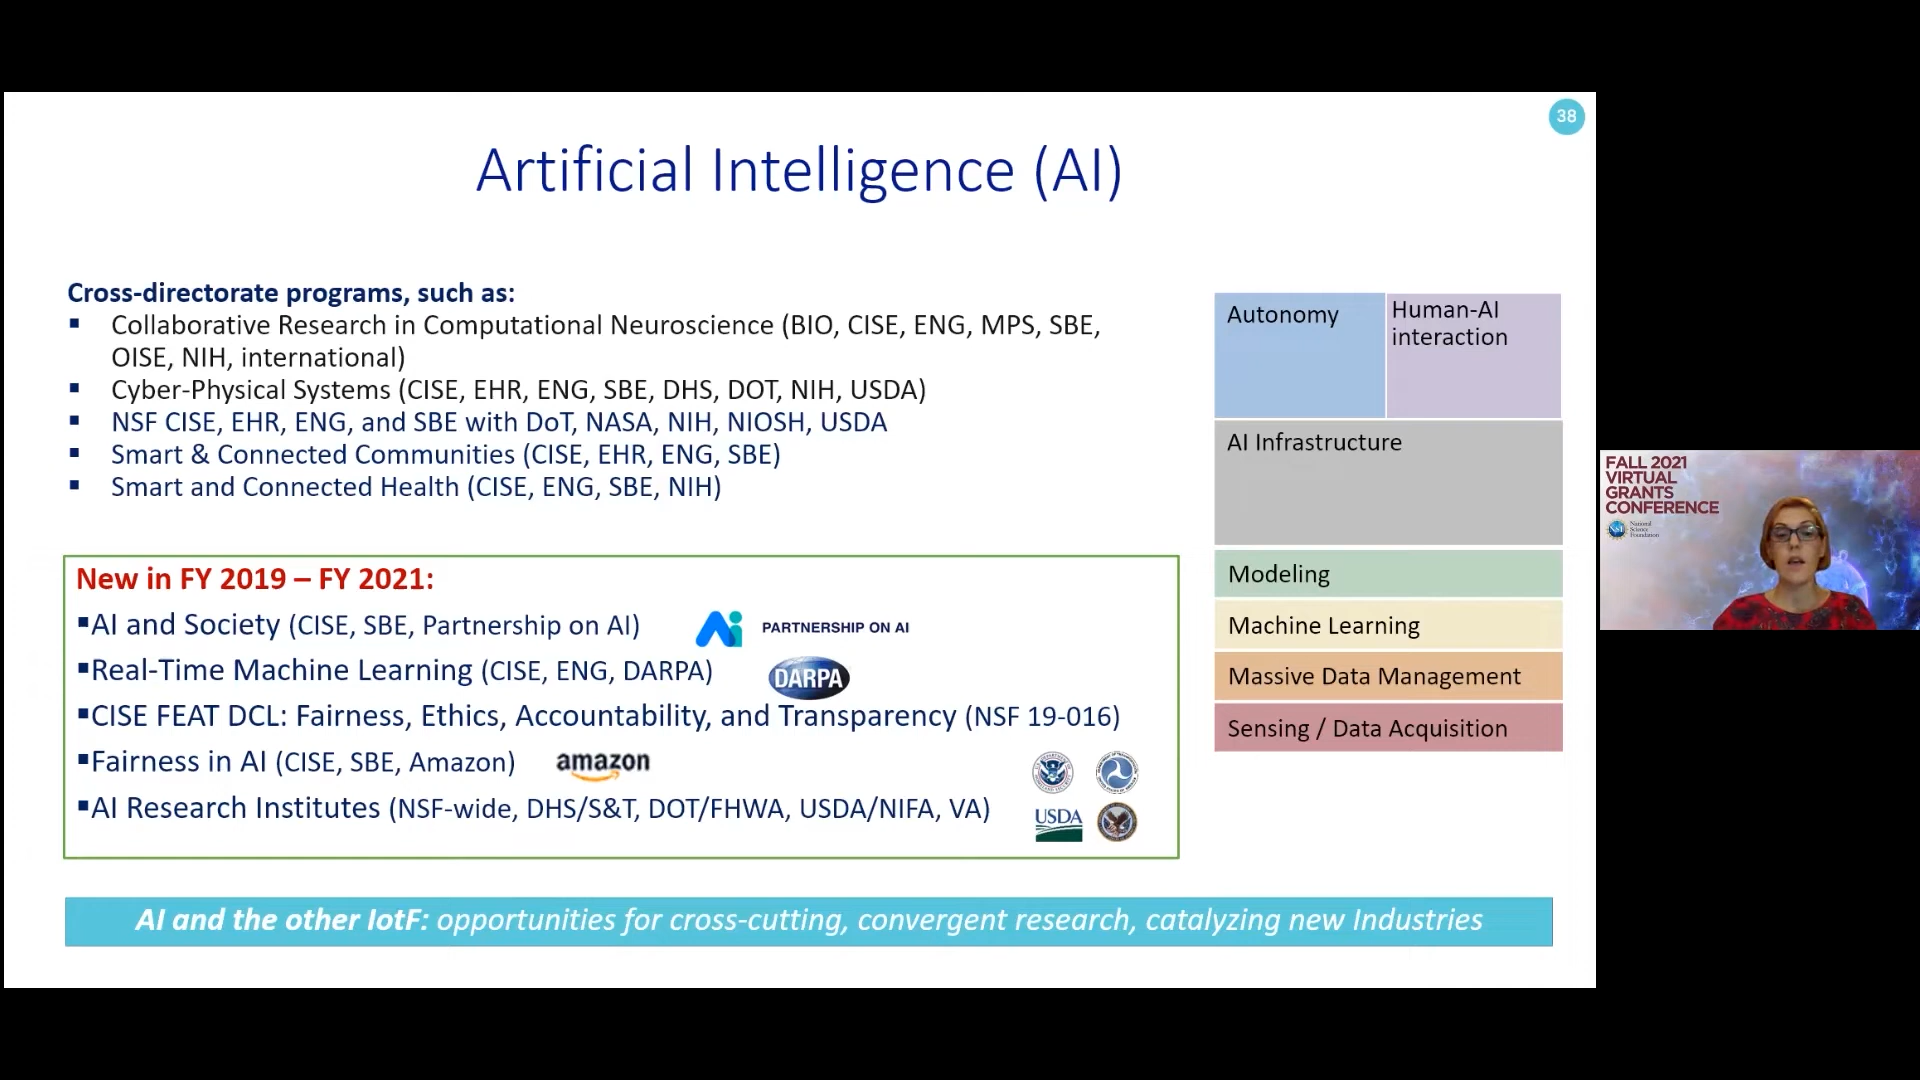 38
Artificial Intelligence (AI)
Cross-directorate programs, such as:
▪ Collaborative Research in Computational Neuroscience (BIO, CISE, ENG, MPS, SBE,
OISE, NIH, international)
▪ Cyber-Physical Systems (CISE, EHR, ENG, SBE, DHS, DOT, NIH, USDA)
▪ NSF CISE, EHR, ENG, and SBE with DoT, NASA, NIH, NIOSH, USDA
▪ Smart & Connected Communities (CISE, EHR, ENG, SBE)
▪ Smart and Connected Health (CISE, ENG, SBE, NIH)
New in FY 2019 – FY 2021:
▪AI and Society (CISE, SBE, Partnership on AI)
PARTNERSHIP ON AI
▪Real-Time Machine Learning (CISE, ENG, DARPA)
DARPA
▪CISE FEAT DCL: Fairness, Ethics, Accountability, and Transparency (NSF 19-016)
▪Fairness in AI (CISE, SBE, Amazon)
amazon
▪AI Research Institutes (NSF-wide, DHS/S&T, DOT/FHWA, USDA/NIFA, VA)
USDA
Autonomy
Human-AI
interaction
AI Infrastructure
Modeling
Machine Learning
Massive Data Management
Sensing / Data Acquisition
AI and the other IotF: opportunities for cross-cutting, convergent research, catalyzing new Industries
FALL 2021
VIRTUAL
GRANTS
CONFERENCE
NSF
National
Science
Foundation